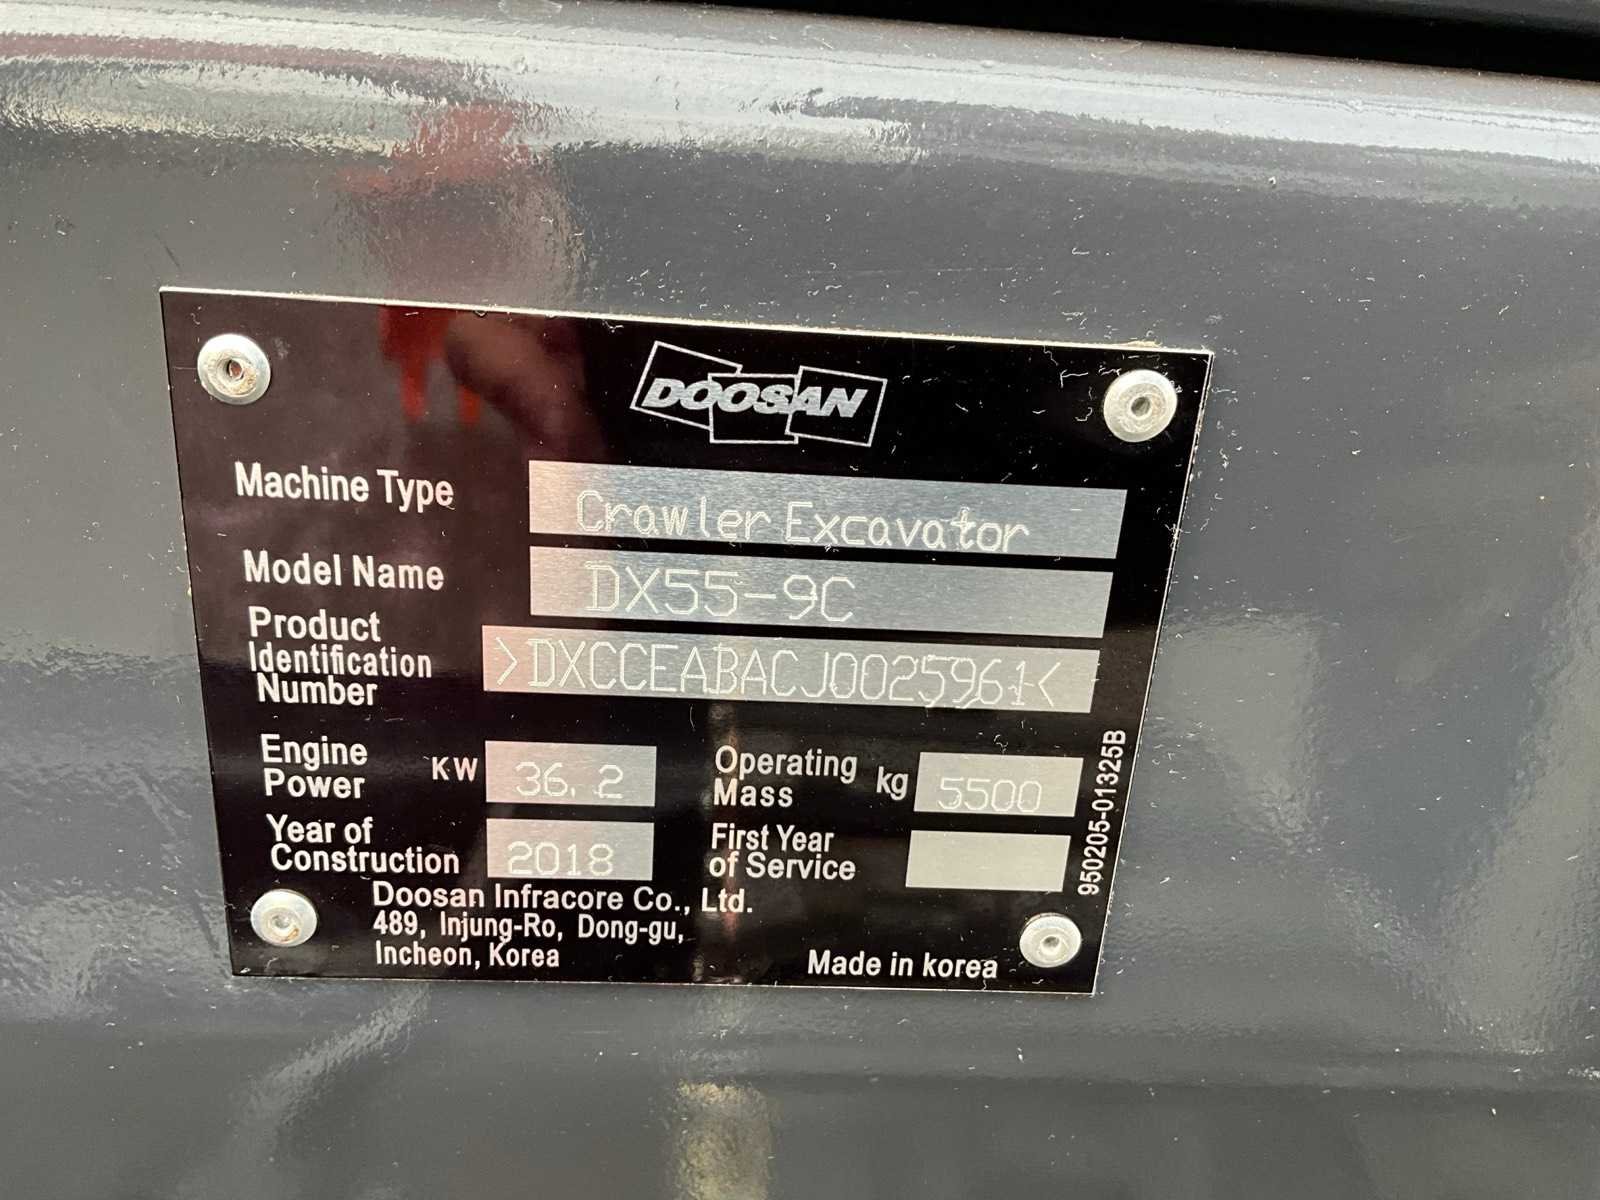 DOOSAN
Machine Type Crawler Excavator
Model Name DX55-9C
Product
Identification
Number >DXCCEABACJ0025961<
Engine
Power KW 36.2
Operating
Mass kg 5500
Year of
Construction 2018
First Year
of Service
Doosan Infracore Co., Ltd.
489, Injung-Ro, Dong-gu,
Incheon, Korea
Made in korea
950205-01325B